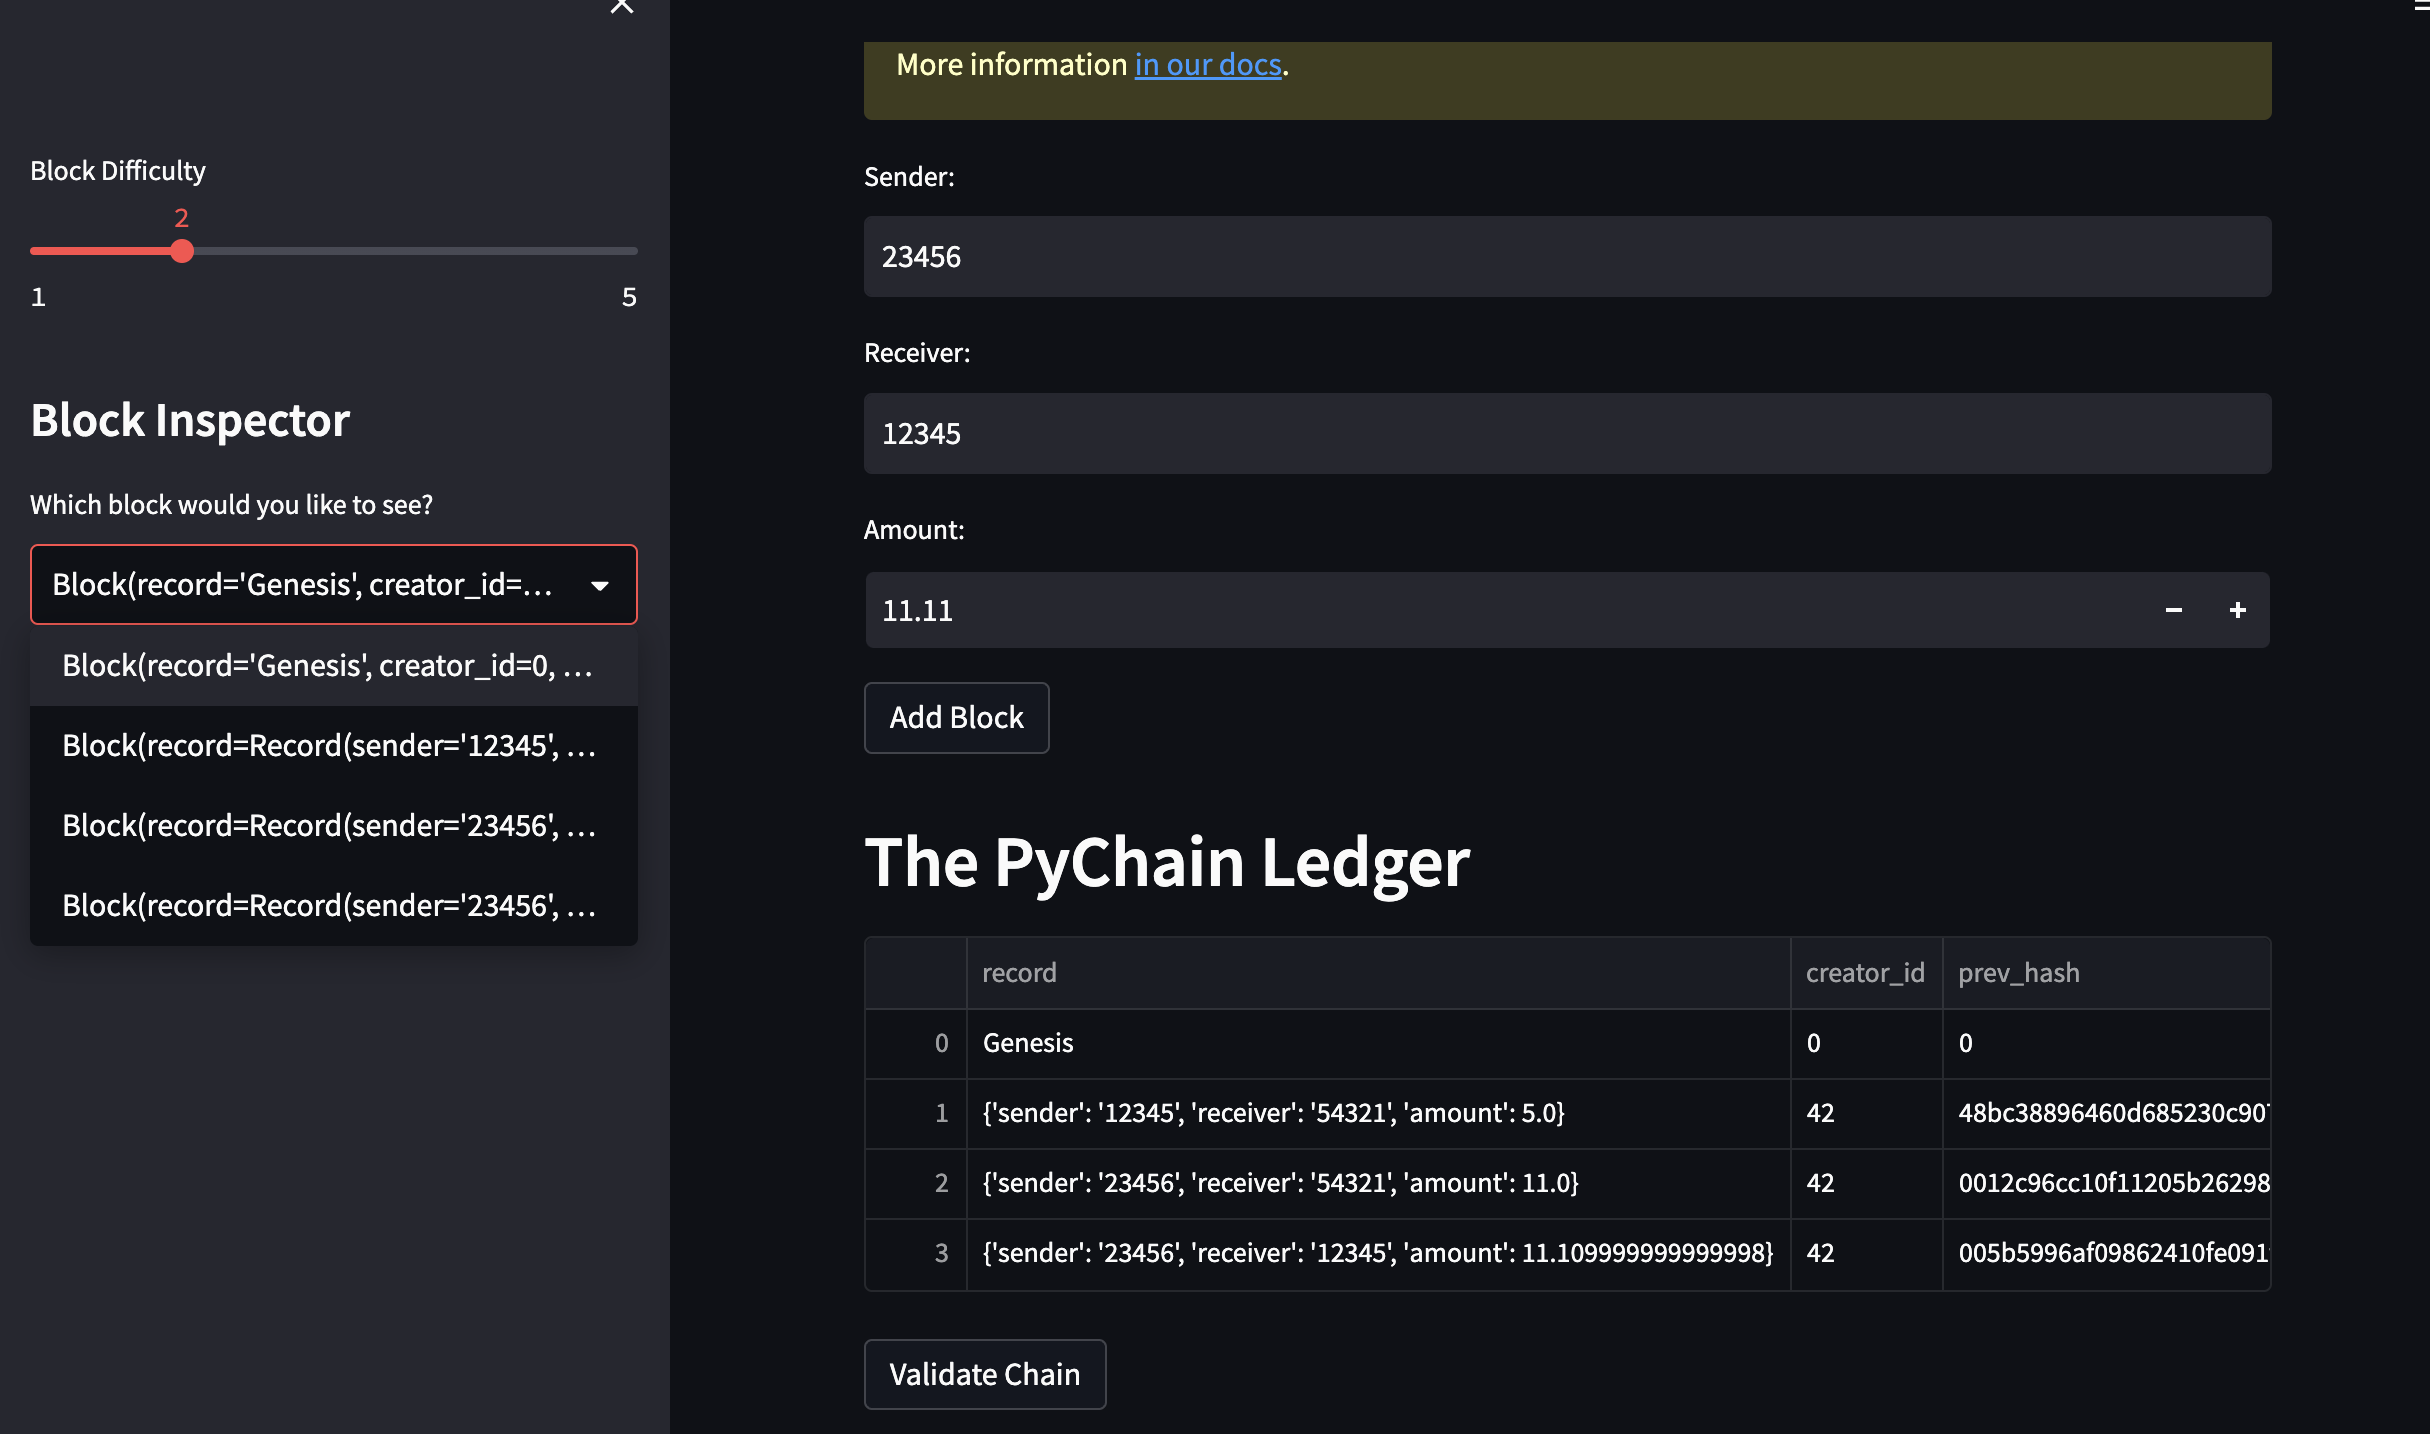 Block Difficulty
2
1 5
Block Inspector
Which block would you like to see?
Block(record='Genesis', creator_id=...
Block(record='Genesis', creator_id=0, ...
Block(record=Record(sender='12345', ...
Block(record=Record(sender='23456', ...
Block(record=Record(sender='23456', ...
More information in our docs.
Sender:
23456
Receiver:
12345
Amount:
11.11
Add Block
The PyChain Ledger
record creator_id prev_hash
0 Genesis 0 0
1 {'sender': '12345', 'receiver': '54321', 'amount': 5.0} 42 48bc38896460d685230c907
2 {'sender': '23456', 'receiver': '54321', 'amount': 11.0} 42 0012c96cc10f11205b26298
3 {'sender': '23456', 'receiver': '12345', 'amount': 11.109999999999998} 42 005b5996af09862410fe091
Validate Chain